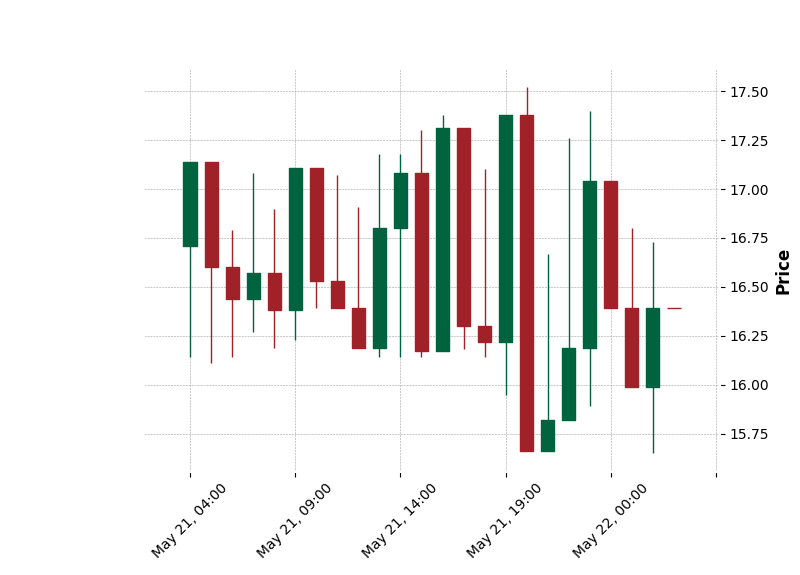 17.50
17.25
17.00
16.75
16.50
16.25
16.00
15.75
Price
May 21, 04:00
May 21, 09:00
May 21, 14:00
May 21, 19:00
May 22, 00:00